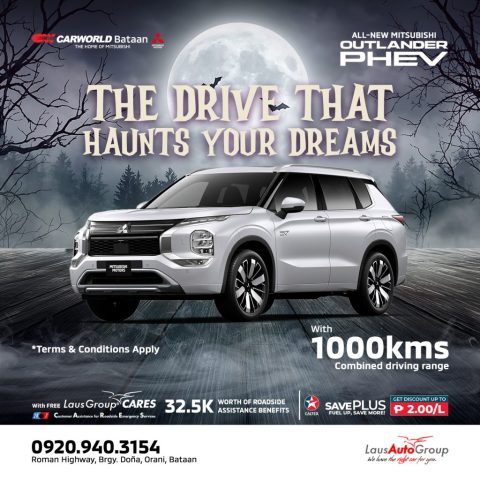 CARWORLD Bataan
THE HOME OF MITSUBISHI
ALL-NEW MITSUBISHI
OUTLANDER
PHEV
THE DRIVE THAT
HAUNTS YOUR DREAMS
MITSUBISHI
MOTORS
*Terms & Conditions Apply
With
1000kms
Combined driving range
With FREE LausGroup CARES
Customer Assistance for Roadside Emergency Services
32.5K WORTH OF ROADSIDE
ASSISTANCE BENEFITS
CALTEX
SAVEPLUS
FUEL UP, SAVE MORE!
GET DISCOUNT UP TO
₱ 2.00/L
0920.940.3154
Roman Highway, Brgy. Doña, Orani, Bataan
LausAutoGroup
We have the right car for you.